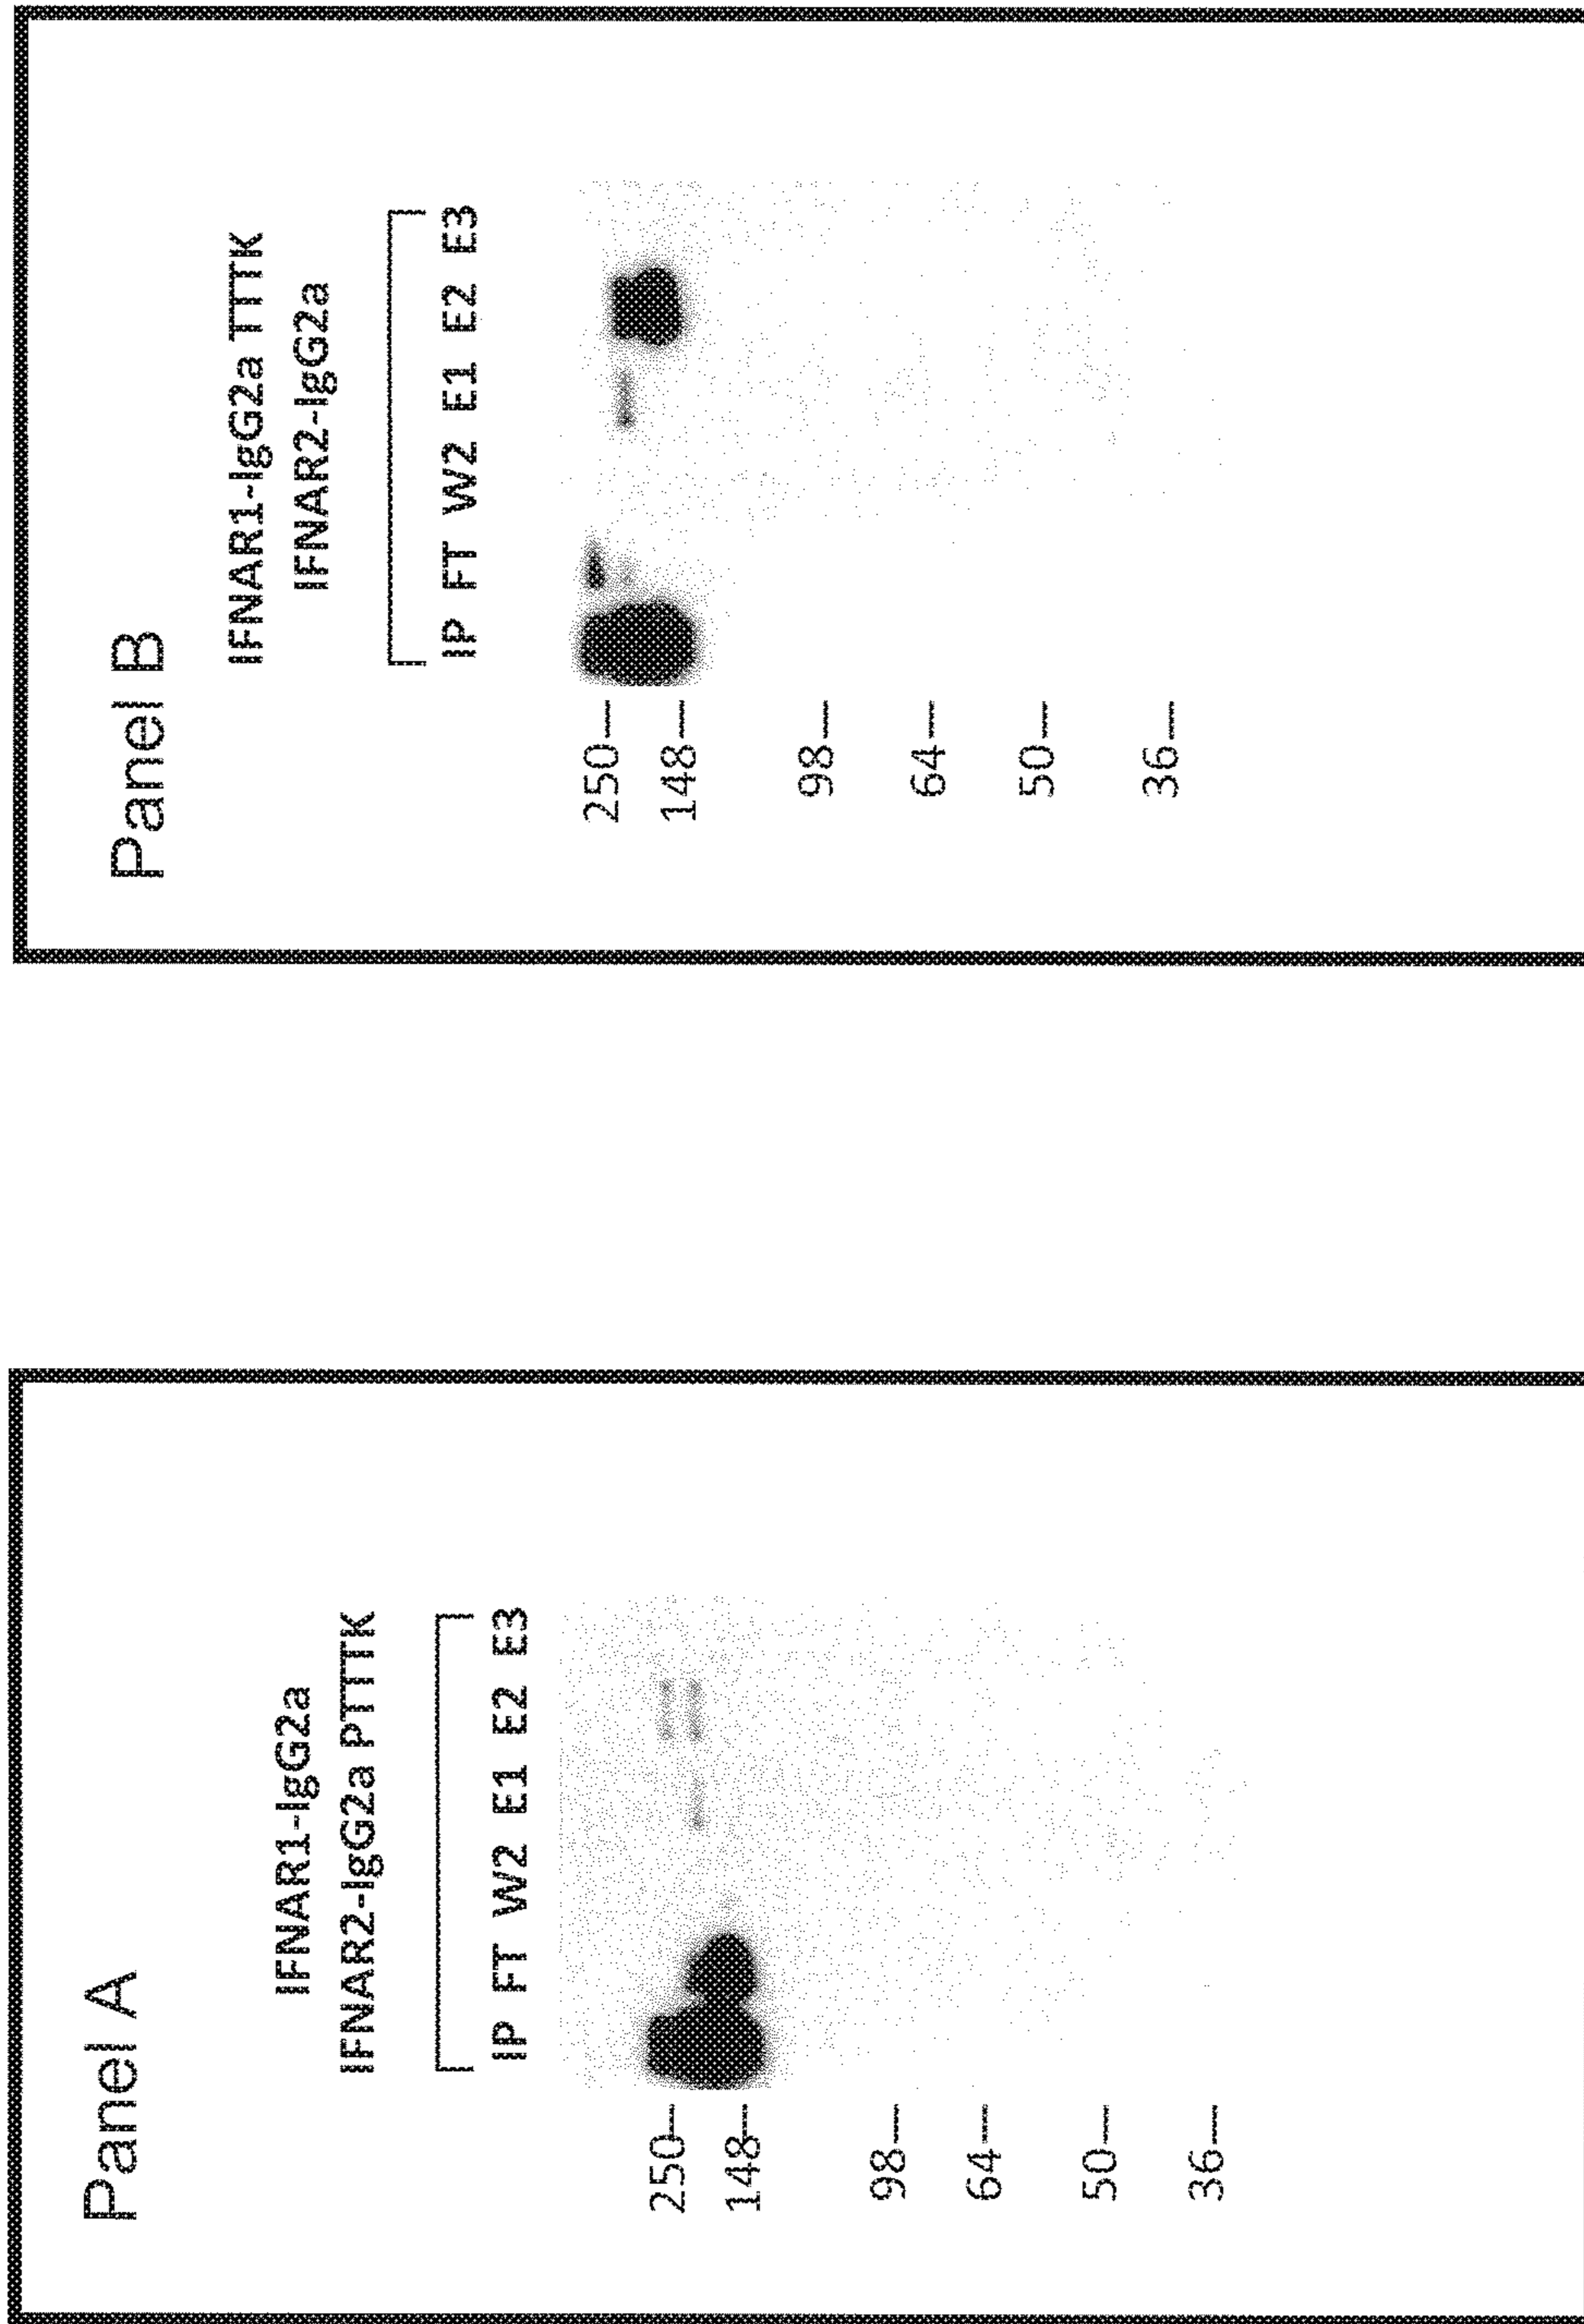 Panel A
IFNAR1-IgG2a
IFNAR2-IgG2a PTTTK
IP FT W2 E1 E2 E3
250—
148—
98—
64—
50—
36—
Panel B
IFNAR1-IgG2a TTTK
IFNAR2-IgG2a
IP FT W2 E1 E2 E3
250—
148—
98—
64—
50—
36—